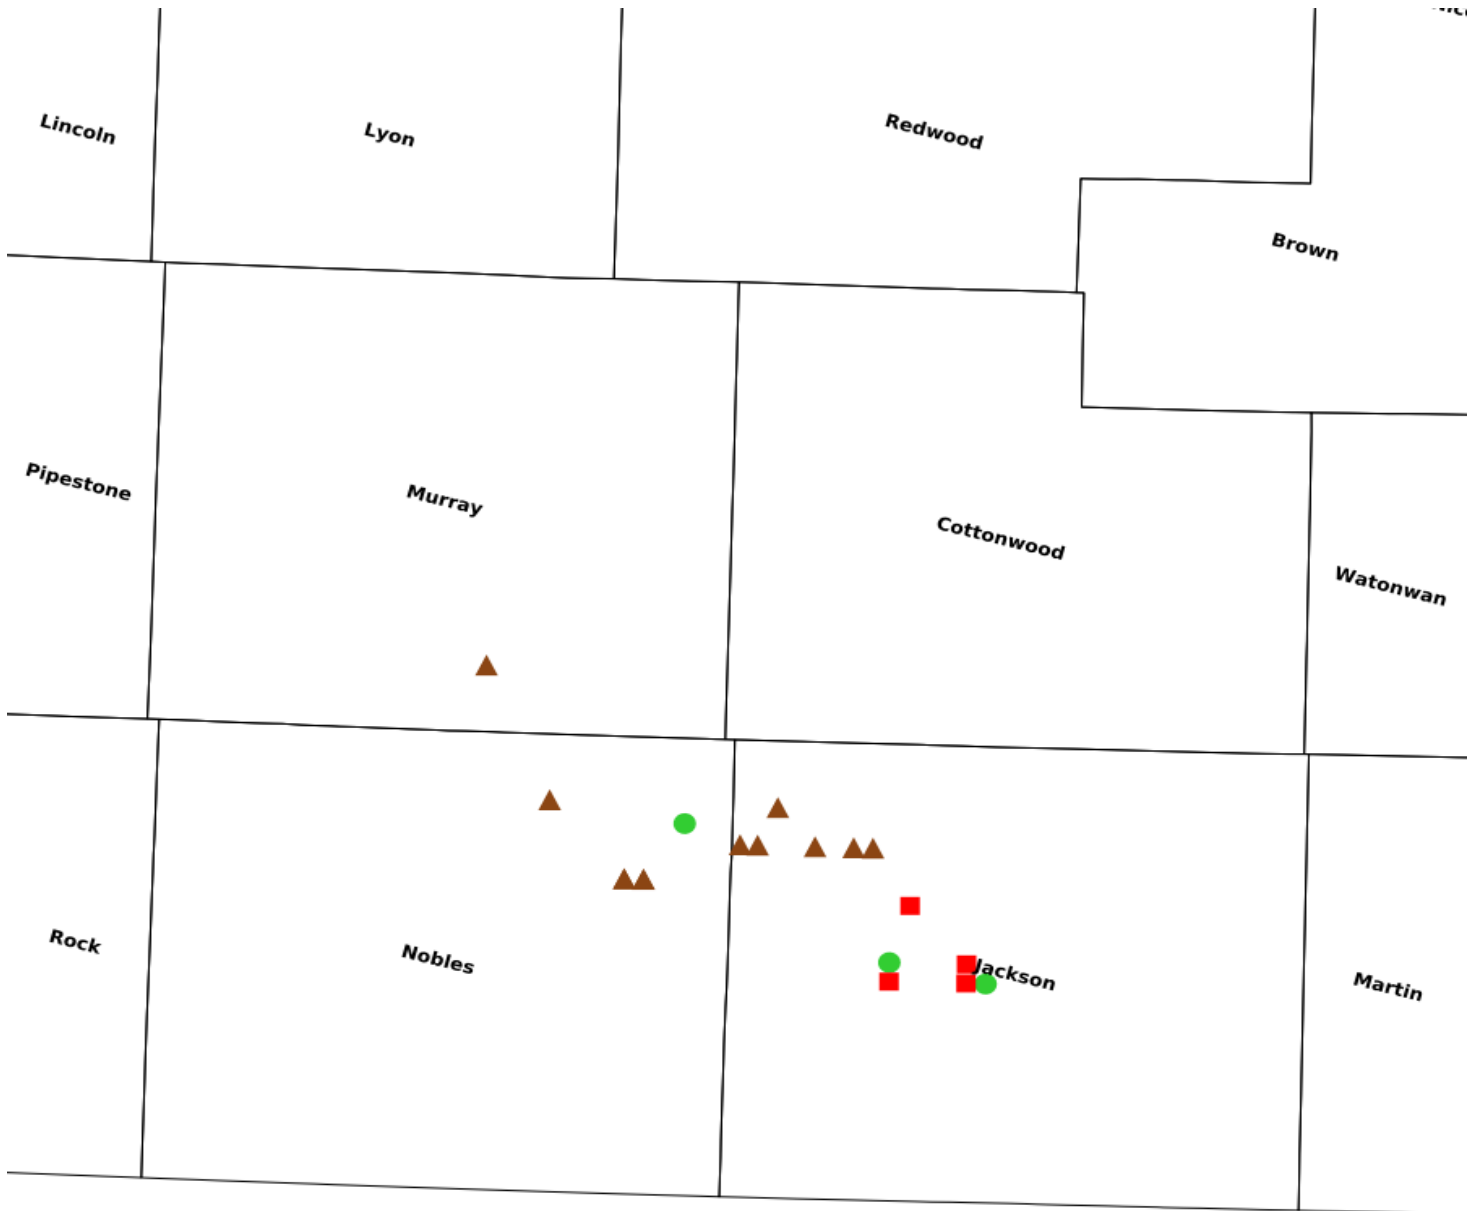 Lincoln
Lyon
Redwood
Brown
Pipestone
Murray
Cottonwood
Watonwan
Rock
Nobles
Jackson
Martin